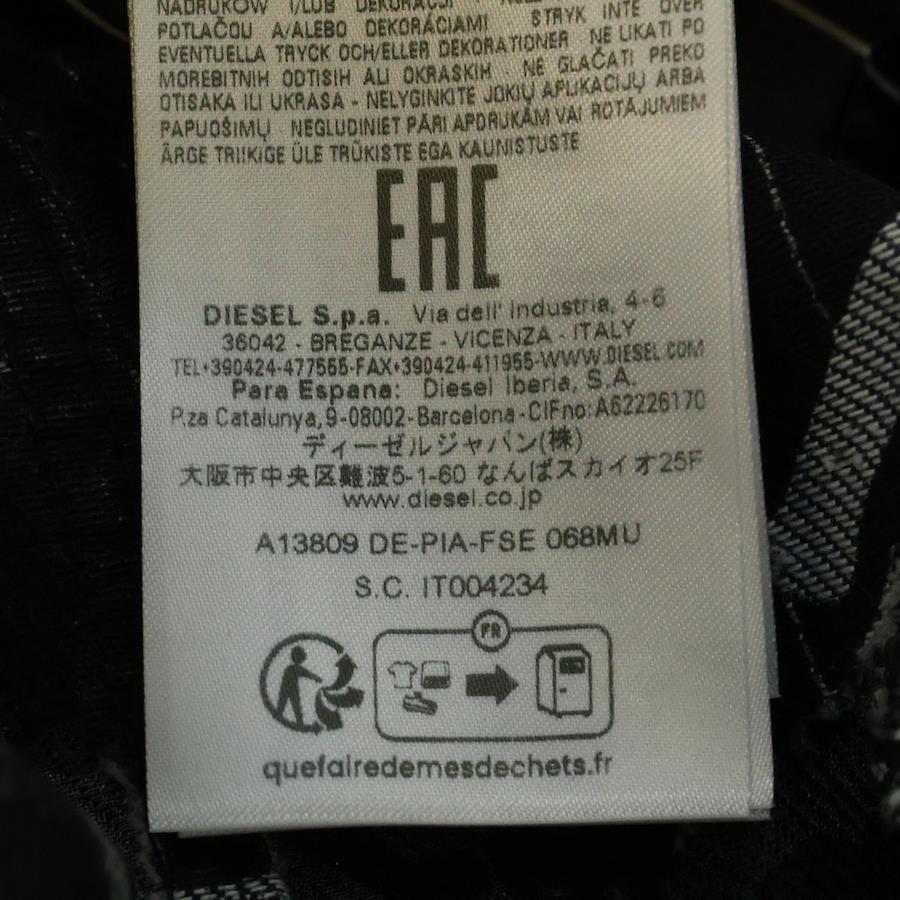 NADRUKÓW I/LUB DEKORACJI
POTLAČOU A/ALEBO DEKORÁCIAMI STRYK INTE ÖVER
EVENTUELLA TRYCK OCH/ELLER DEKORATIONER NE LIKATI PO
MOREBITNIH ODTISIH ALI OKRASKIH - NE GLAČATI PREKO
OTISAKA ILI UKRASA - NELYGINKITE JOKIŲ APLIKACIJŲ ARBA
PAPUOŠIMŲ NEGLUDINIET PĀRI APDRUKĀM VAI ROTĀJUMIEM
ÄRGE TRIIKIGE ÜLE TRÜKISTE EGA KAUNISTUSTE
EAC
DIESEL S.p.a. Via dell' Industria, 4-6
36042 - BREGANZE - VICENZA - ITALY
TEL+390424-477555-FAX+390424-411955-WWW.DIESEL.COM
Para Espana: Diesel Iberia, S.A.
P.za Catalunya,9-08002-Barcelona-CIFno:A62226170
ディーゼルジャパン(株)
大阪市中央区難波5-1-60 なんばスカイオ25F
www.diesel.co.jp
A13809 DE-PIA-FSE 068MU
S.C. IT004234
FR
quefairedemesdechets.fr